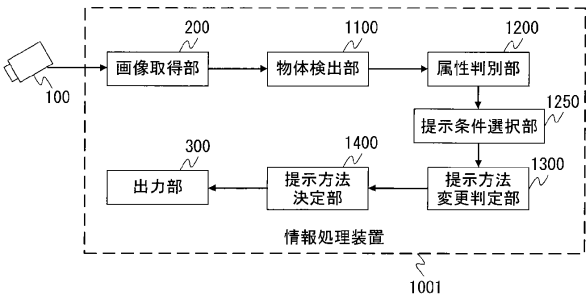 200
1100
1200
画像取得部
物体検出部
属性判別部
100
1250
提示条件選択部
300
1400
1300
出力部
提示方法
決定部
提示方法
変更判定部
情報処理装置
1001